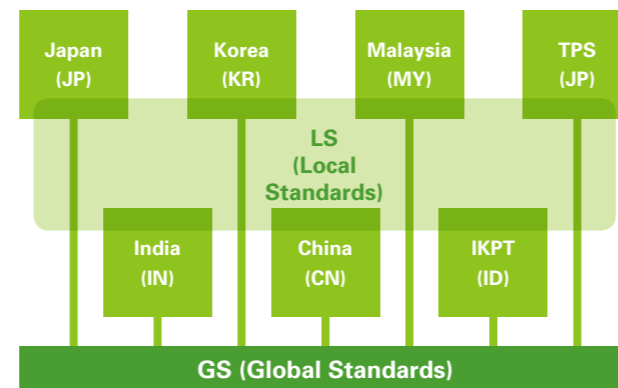 Japan
(JP)
Korea
(KR)
Malaysia
(MY)
TPS
(JP)
LS
(Local
Standards)
India
(IN)
China
(CN)
IKPT
(ID)
GS (Global Standards)